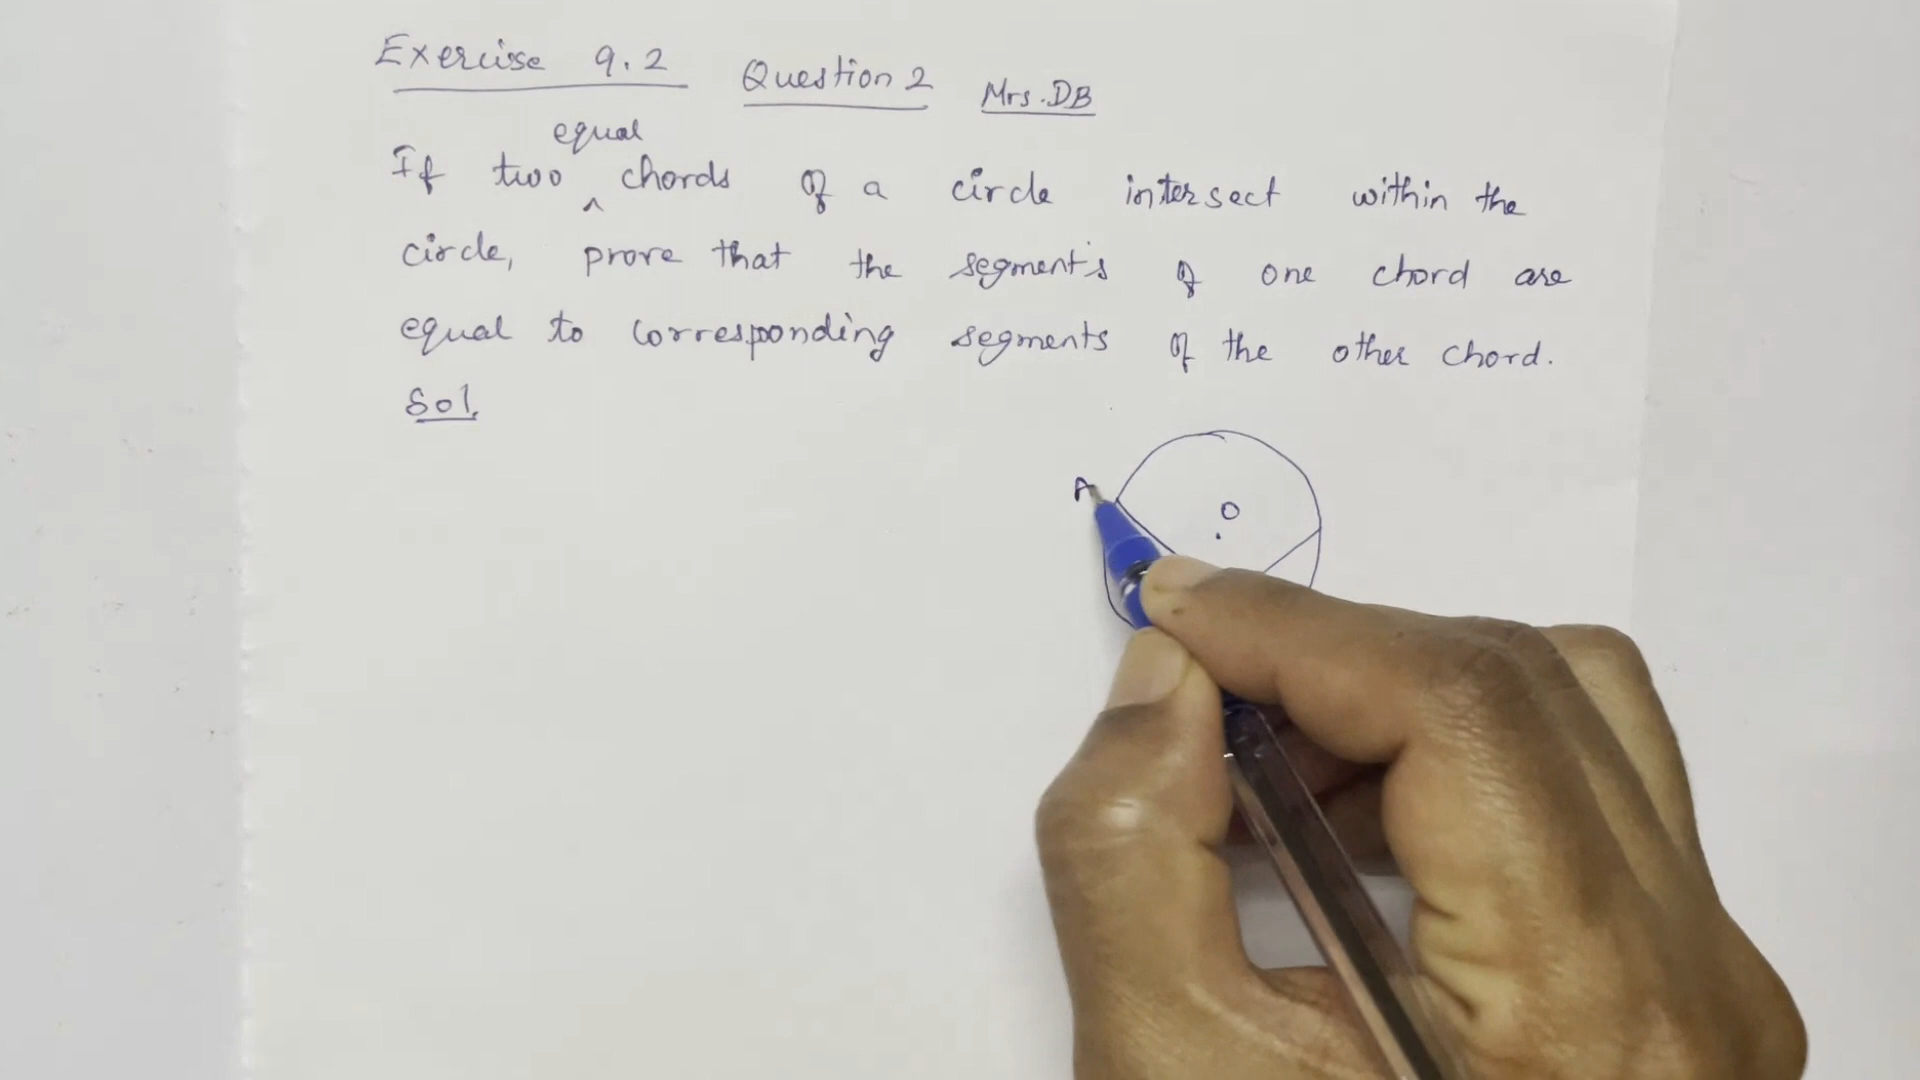 Exercise 9.2 Question 2 Mrs.DB
equal
If two ^ chords of a circle intersect within the
circle, prove that the segments of one chord are
equal to corresponding segments of the other chord.
Sol.
O
A